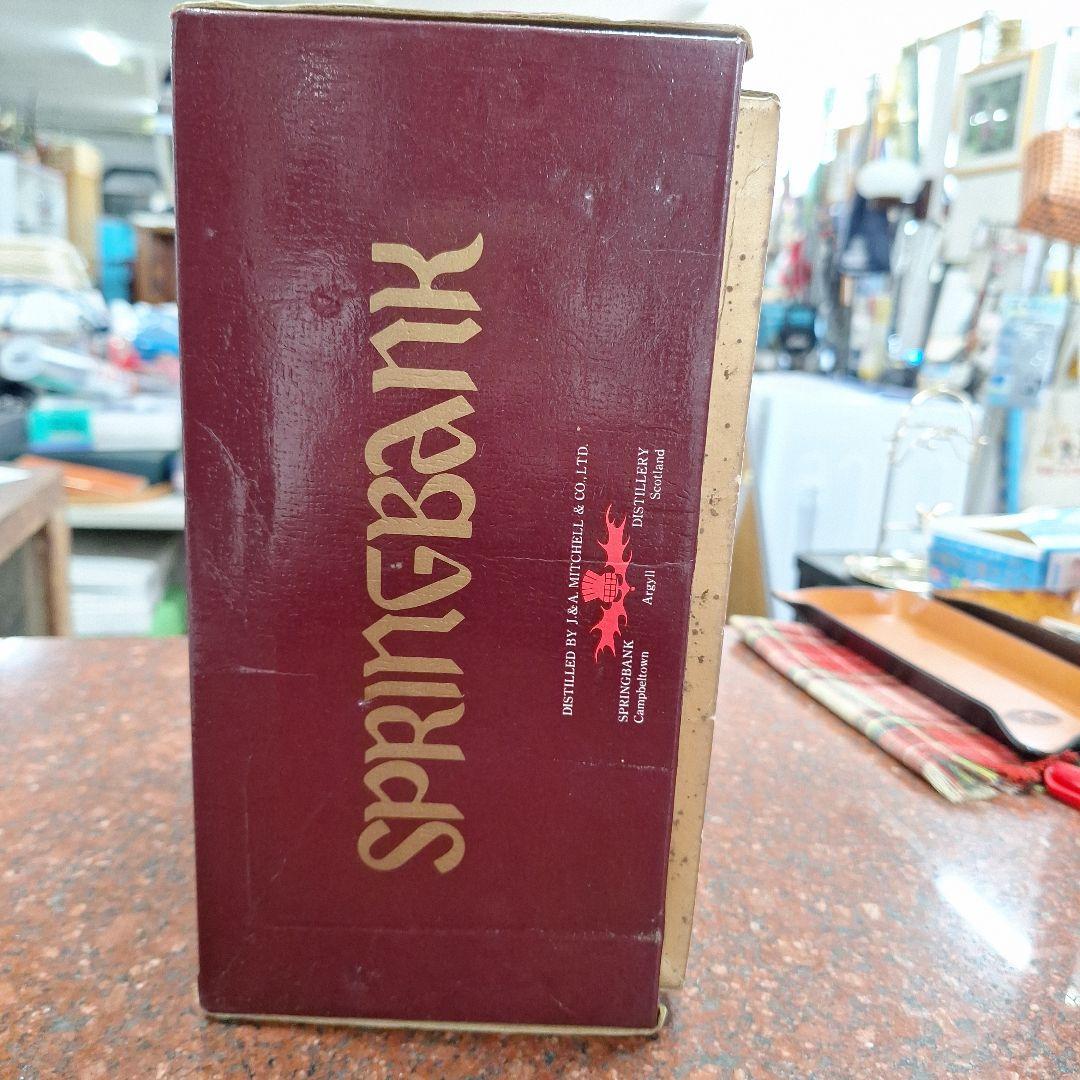 SPRINGBANK
DISTILLED BY J.&A. MITCHELL & CO., LTD.
SPRINGBANK DISTILLERY
Campbeltown Argyll Scotland